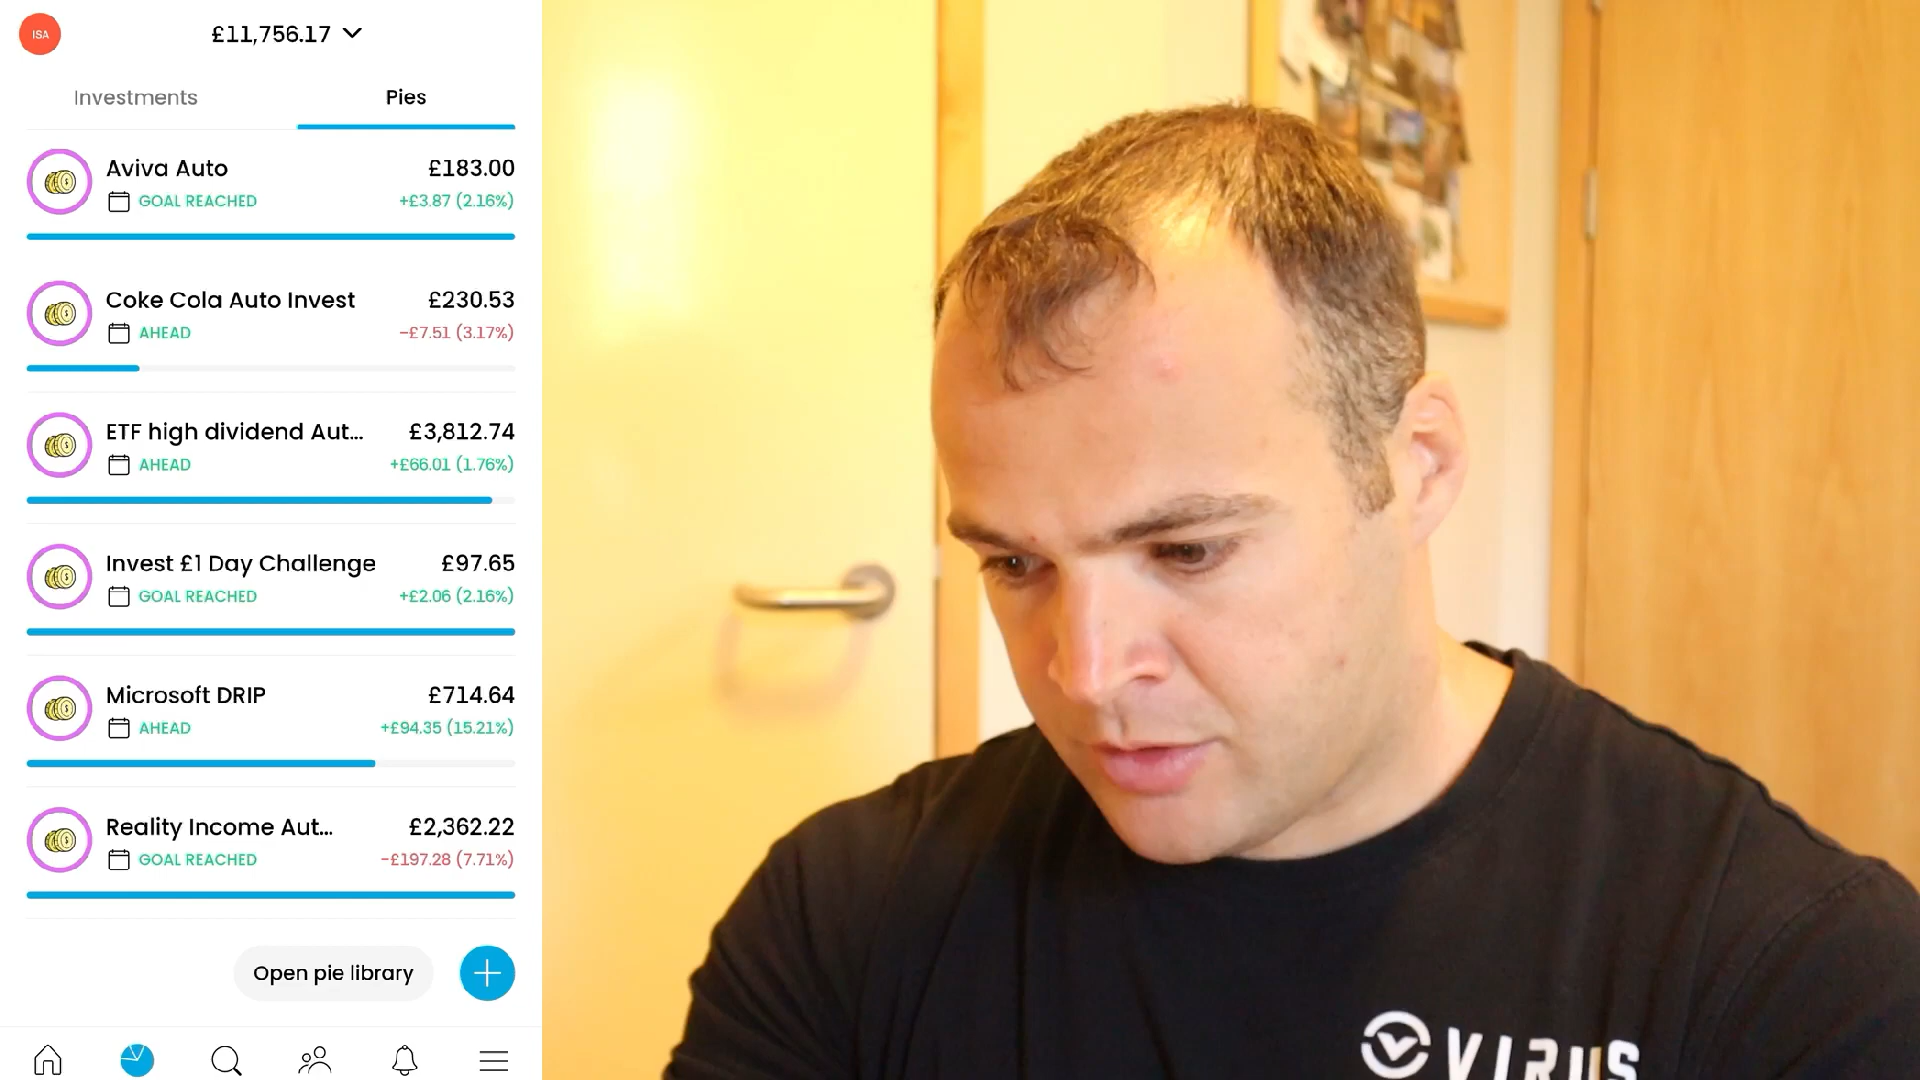 ISA
£11,756.17
Investments
Pies
Aviva Auto
£183.00
GOAL REACHED
+£3.87 (2.16%)
Coke Cola Auto Invest
£230.53
AHEAD
-£7.51 (3.17%)
ETF high dividend Aut...
£3,812.74
AHEAD
+£66.01 (1.76%)
Invest £1 Day Challenge
£97.65
GOAL REACHED
+£2.06 (2.16%)
Microsoft DRIP
£714.64
AHEAD
+£94.35 (15.21%)
Reality Income Aut...
£2,362.22
GOAL REACHED
-£197.28 (7.71%)
Open pie library
VIRUS